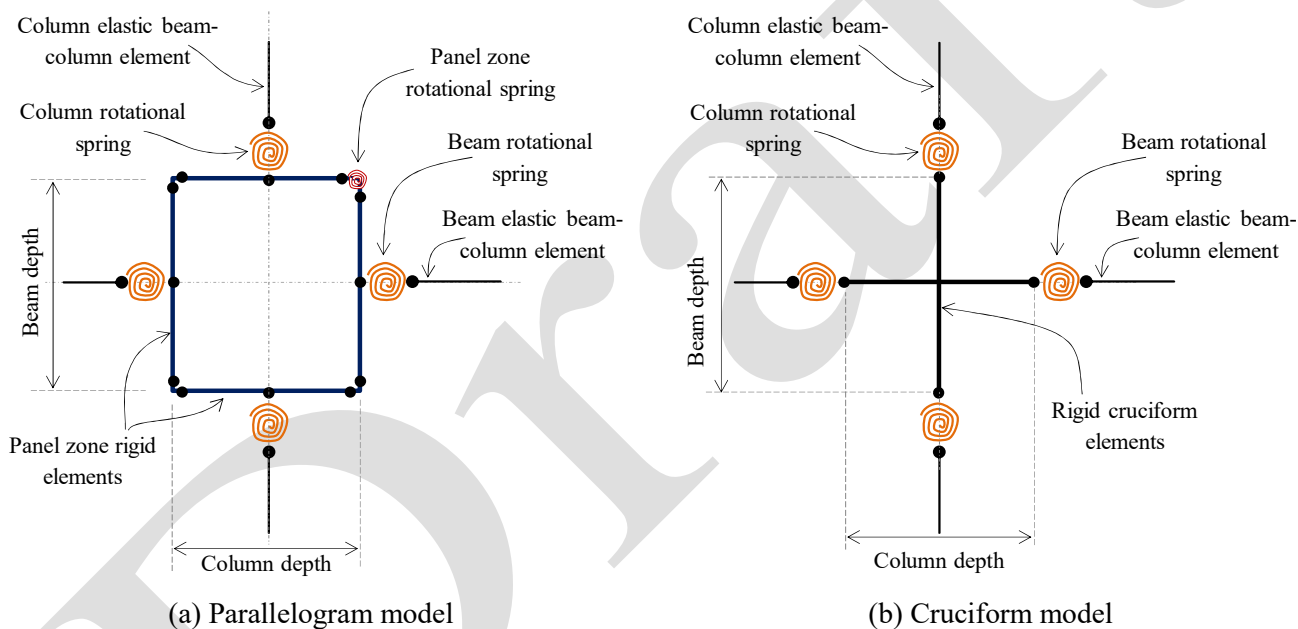 Column elastic beam-
column element
Panel zone
rotational spring
Column rotational
spring
Beam rotational
spring
Beam elastic beam-
column element
Beam depth
Panel zone rigid
elements
Column depth
(a) Parallelogram model
Column elastic beam-
column element
Column rotational
spring
Beam rotational
spring
Beam elastic beam-
column element
Beam depth
Rigid cruciform
elements
Column depth
(b) Cruciform model